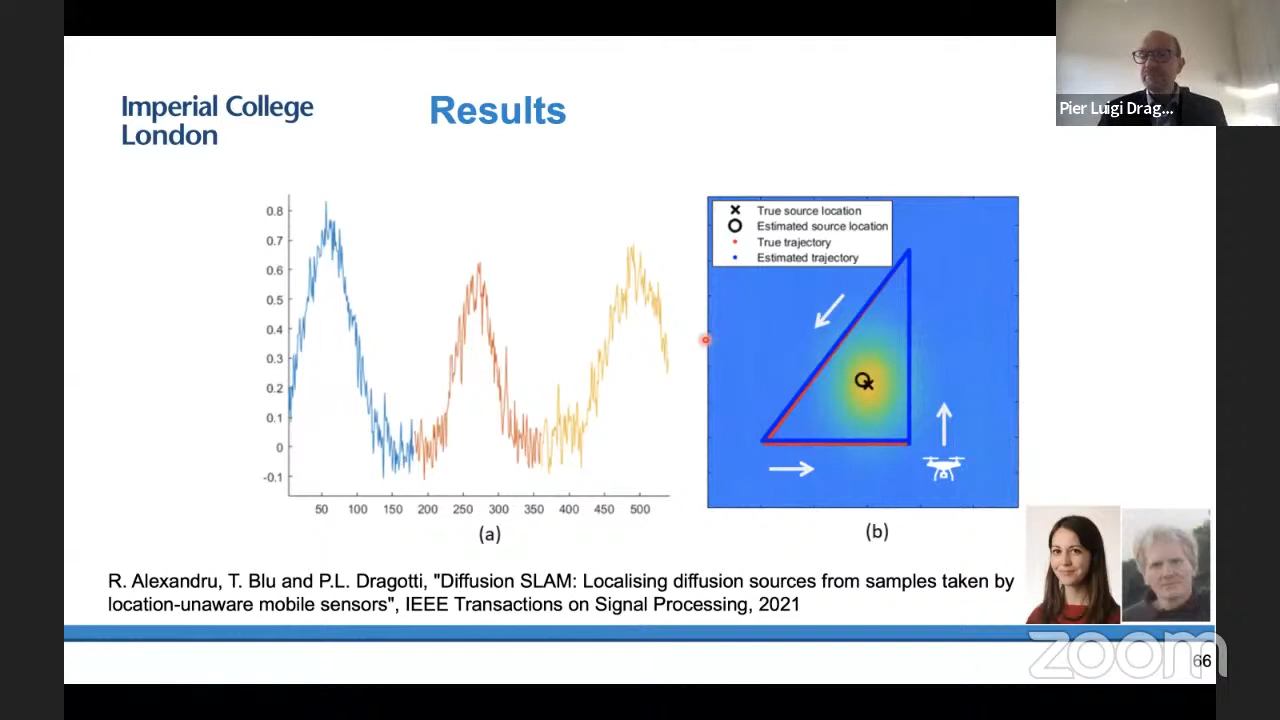 Imperial College
London
Results
Pier Luigi Drag...
0.8
0.7
0.6
0.5
0.4
0.3
0.2
0.1
0
-0.1
50 100 150 200 250 300 350 400 450 500
(a)
True source location
Estimated source location
True trajectory
Estimated trajectory
(b)
R. Alexandru, T. Blu and P.L. Dragotti, "Diffusion SLAM: Localising diffusion sources from samples taken by
location-unaware mobile sensors", IEEE Transactions on Signal Processing, 2021
zoom
66